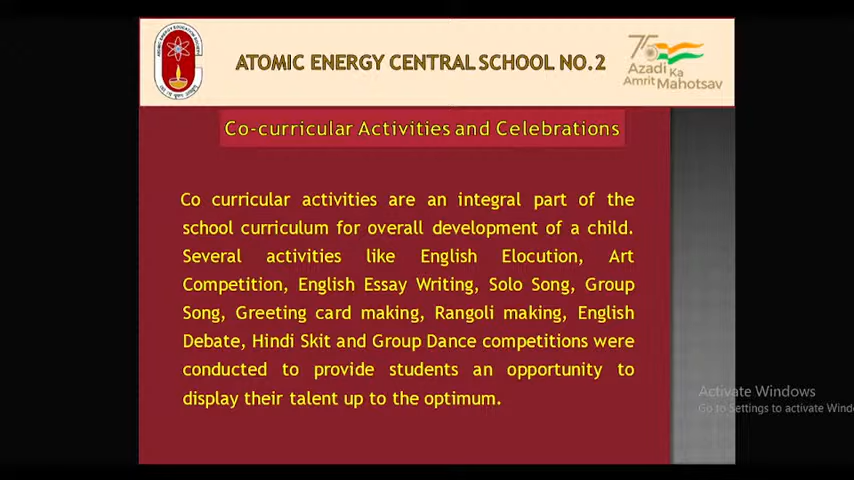 ATOMIC ENERGY CENTRAL SCHOOL NO.2
75
Azadi Ka
Amrit Mahotsav
Co-curricular Activities and Celebrations
Co curricular activities are an integral part of the
school curriculum for overall development of a child.
Several activities like English Elocution, Art
Competition, English Essay Writing, Solo Song, Group
Song, Greeting card making, Rangoli making, English
Debate, Hindi Skit and Group Dance competitions were
conducted to provide students an opportunity to
display their talent up to the optimum.
Activate Windows
Go to Settings to activate Wind